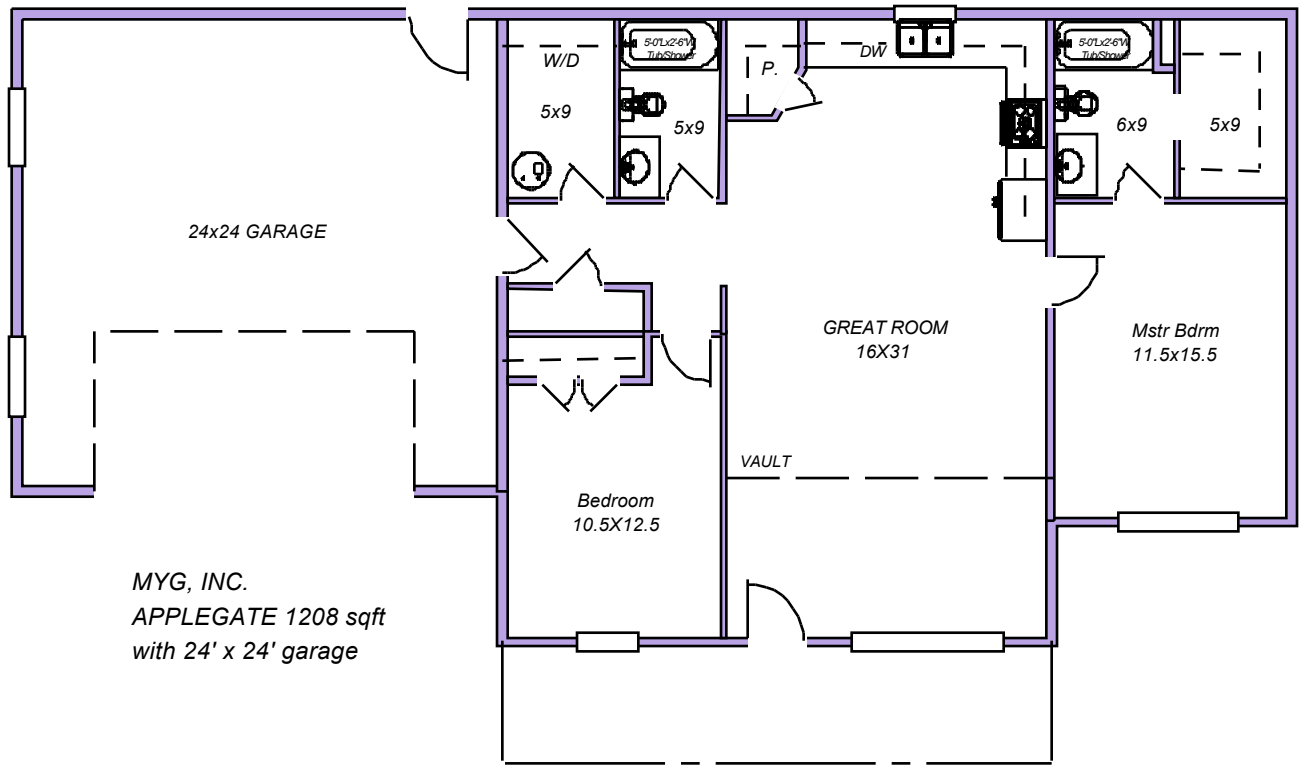 W/D
5x9
5'-0"Lx2'-6"W
Tub/Shower
5x9
P.
DW
5'-0"Lx2'-6"W
Tub/Shower
6x9
5x9
24x24 GARAGE
GREAT ROOM
16X31
Mstr Bdrm
11.5x15.5
VAULT
Bedroom
10.5X12.5
MYG, INC.
APPLEGATE 1208 sqft
with 24' x 24' garage